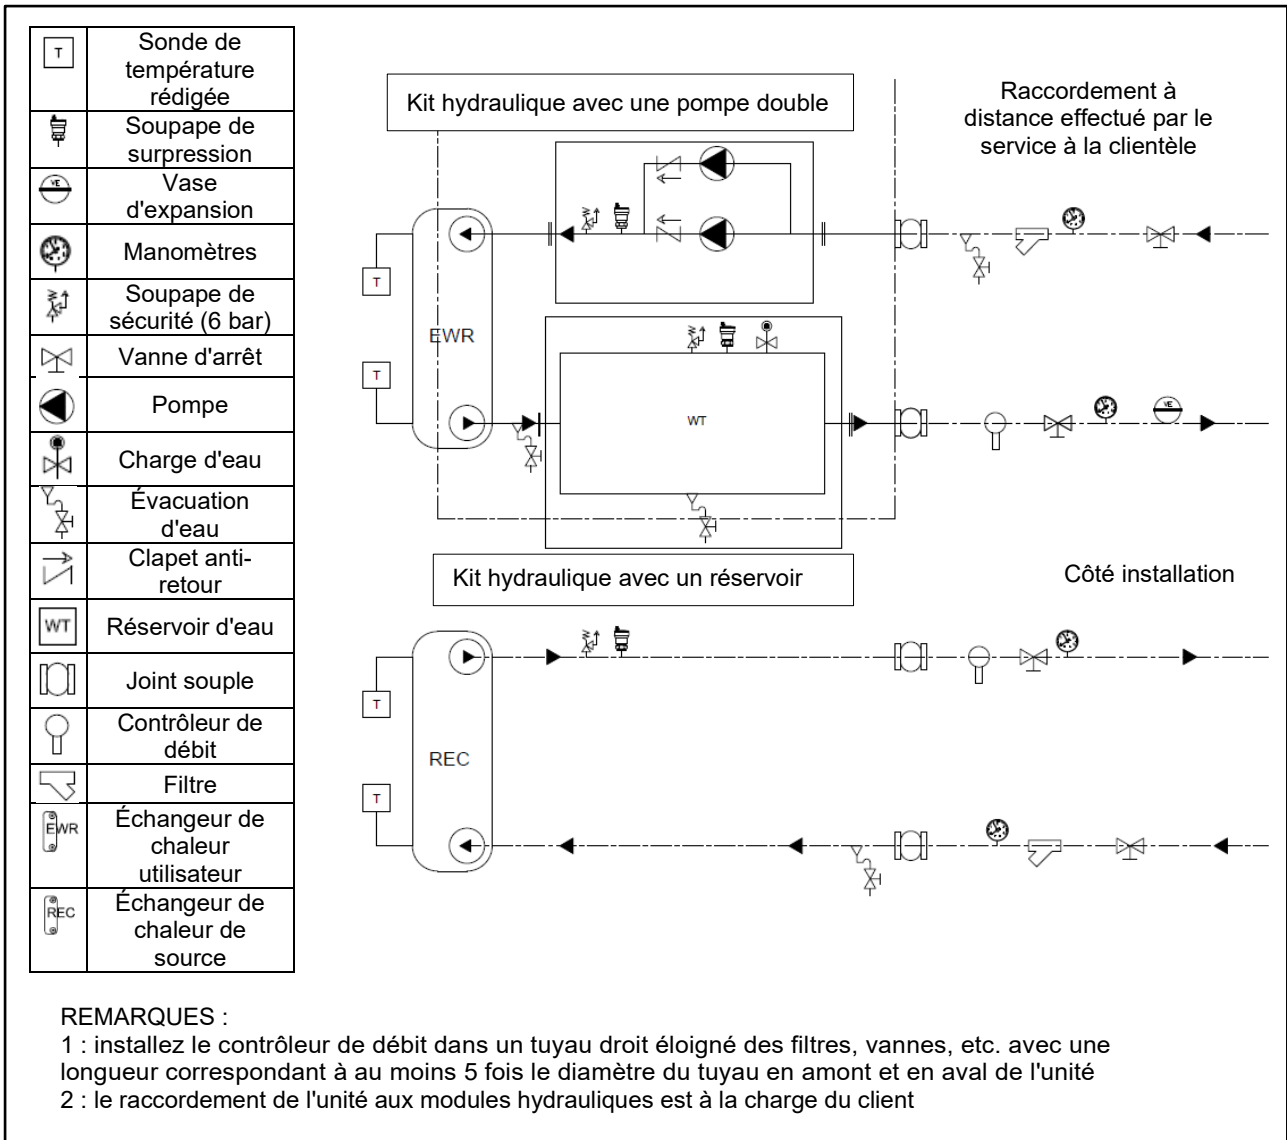 T
Sonde de
température
rédigée
Soupape de
surpression
VE
Vase
d'expansion
Manomètres
Soupape de
sécurité (6 bar)
Vanne d'arrêt
Pompe
Charge d'eau
Évacuation
d'eau
Clapet anti-
retour
WT
Réservoir d'eau
Joint souple
Contrôleur de
débit
Filtre
EWR
Échangeur de
chaleur
utilisateur
REC
Échangeur de
chaleur de
source
Kit hydraulique avec une pompe double
Raccordement à
distance effectué par le
service à la clientèle
T
EWR
T
WT
VE
Kit hydraulique avec un réservoir
Côté installation
T
REC
T
REMARQUES :
1 : installez le contrôleur de débit dans un tuyau droit éloigné des filtres, vannes, etc. avec une
longueur correspondant à au moins 5 fois le diamètre du tuyau en amont et en aval de l'unité
2 : le raccordement de l'unité aux modules hydrauliques est à la charge du client